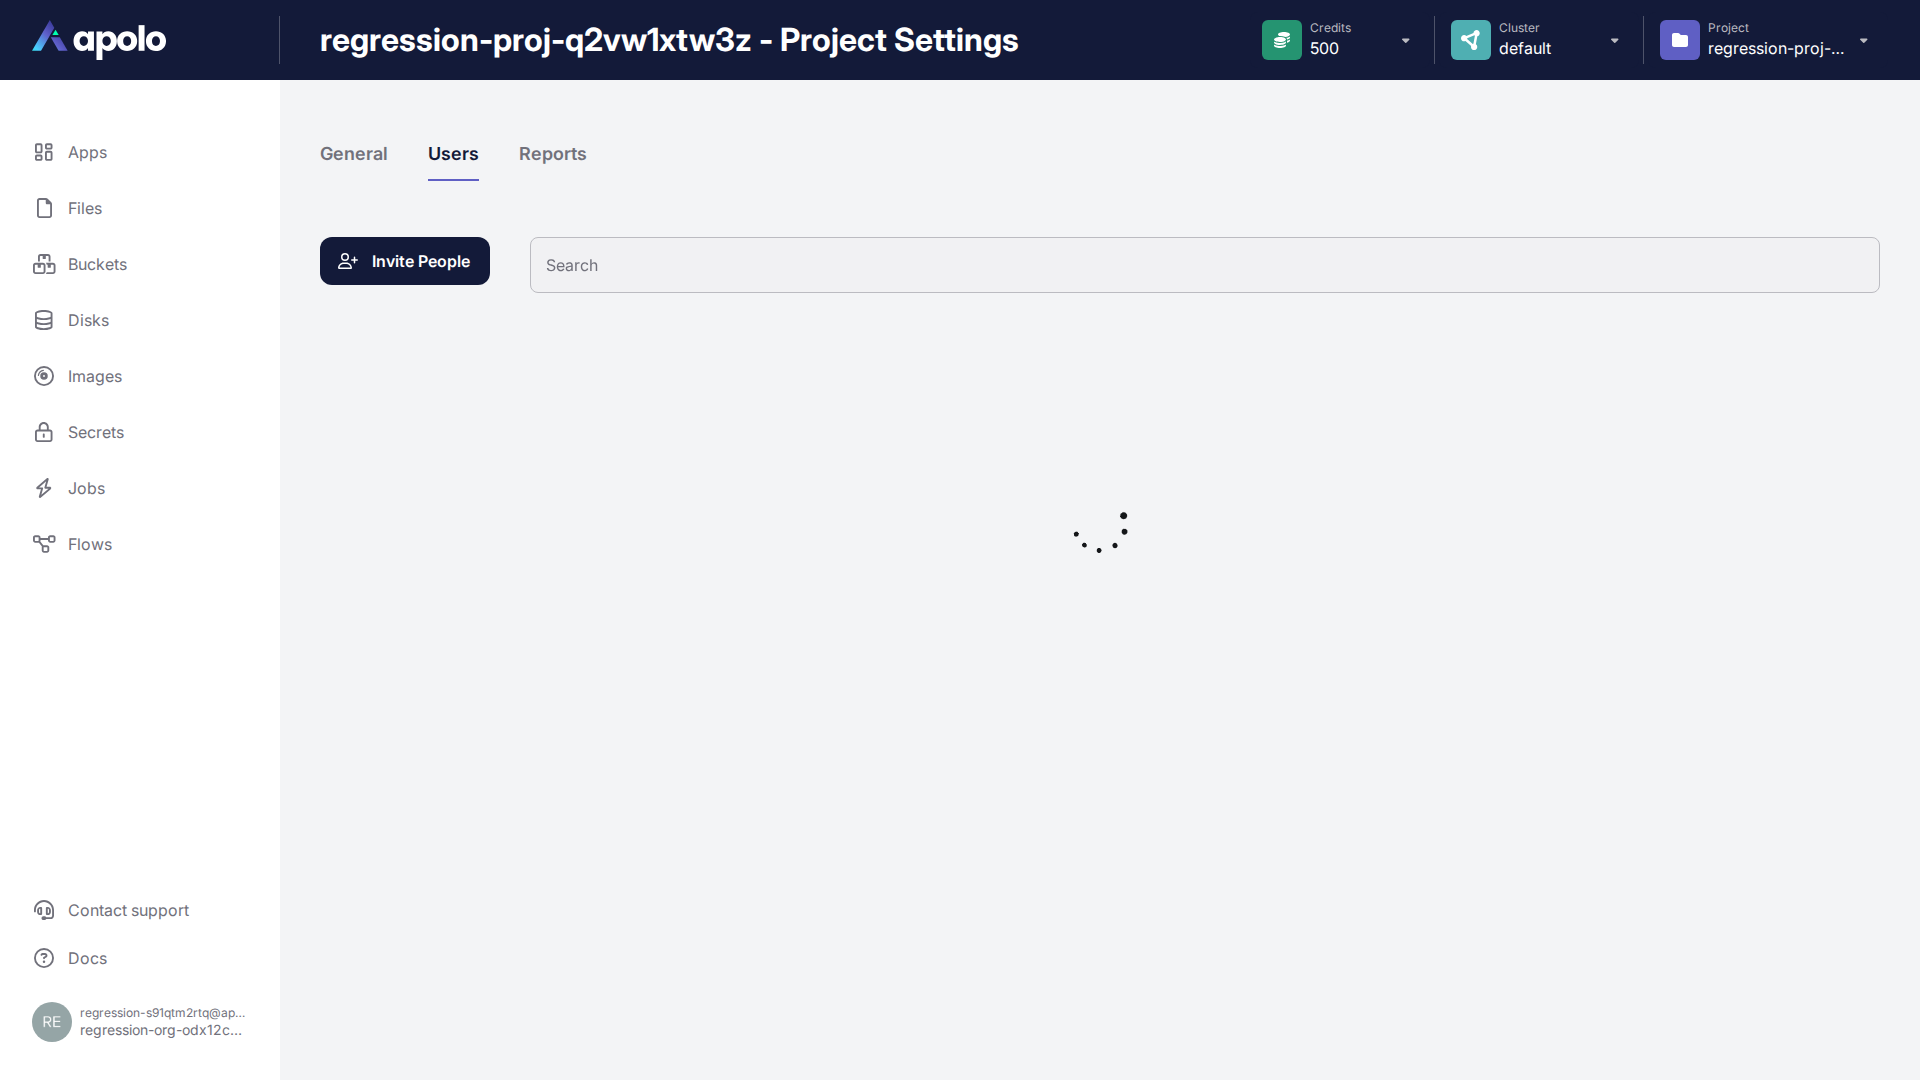 apolo
regression-proj-q2vw1xtw3z - Project Settings
Credits
500
Cluster
default
Project
regression-proj-...
Apps
Files
Buckets
Disks
Images
Secrets
Jobs
Flows
General
Users
Reports
Invite People
Search
Contact support
Docs
RE
regression-s91qtm2rtq@ap...
regression-org-odx12c...